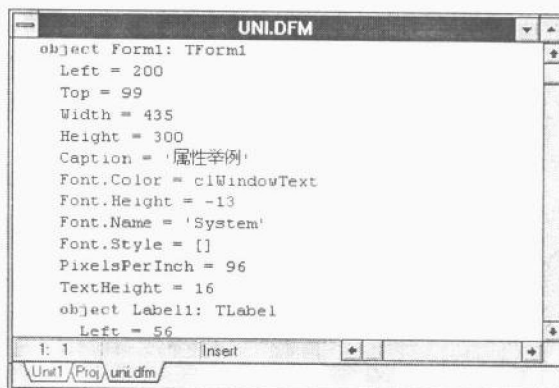 UNI.DFM
object Form1: TForm1
Left = 200
Top = 99
Width = 435
Height = 300
Caption = '属性举例'
Font.Color = clWindowText
Font.Height = -13
Font.Name = 'System'
Font.Style = []
PixelsPerInch = 96
TextHeight = 16
object Label1: TLabel
Left = 56
1: 1 Insert
Unit1 Proj uni.dfm